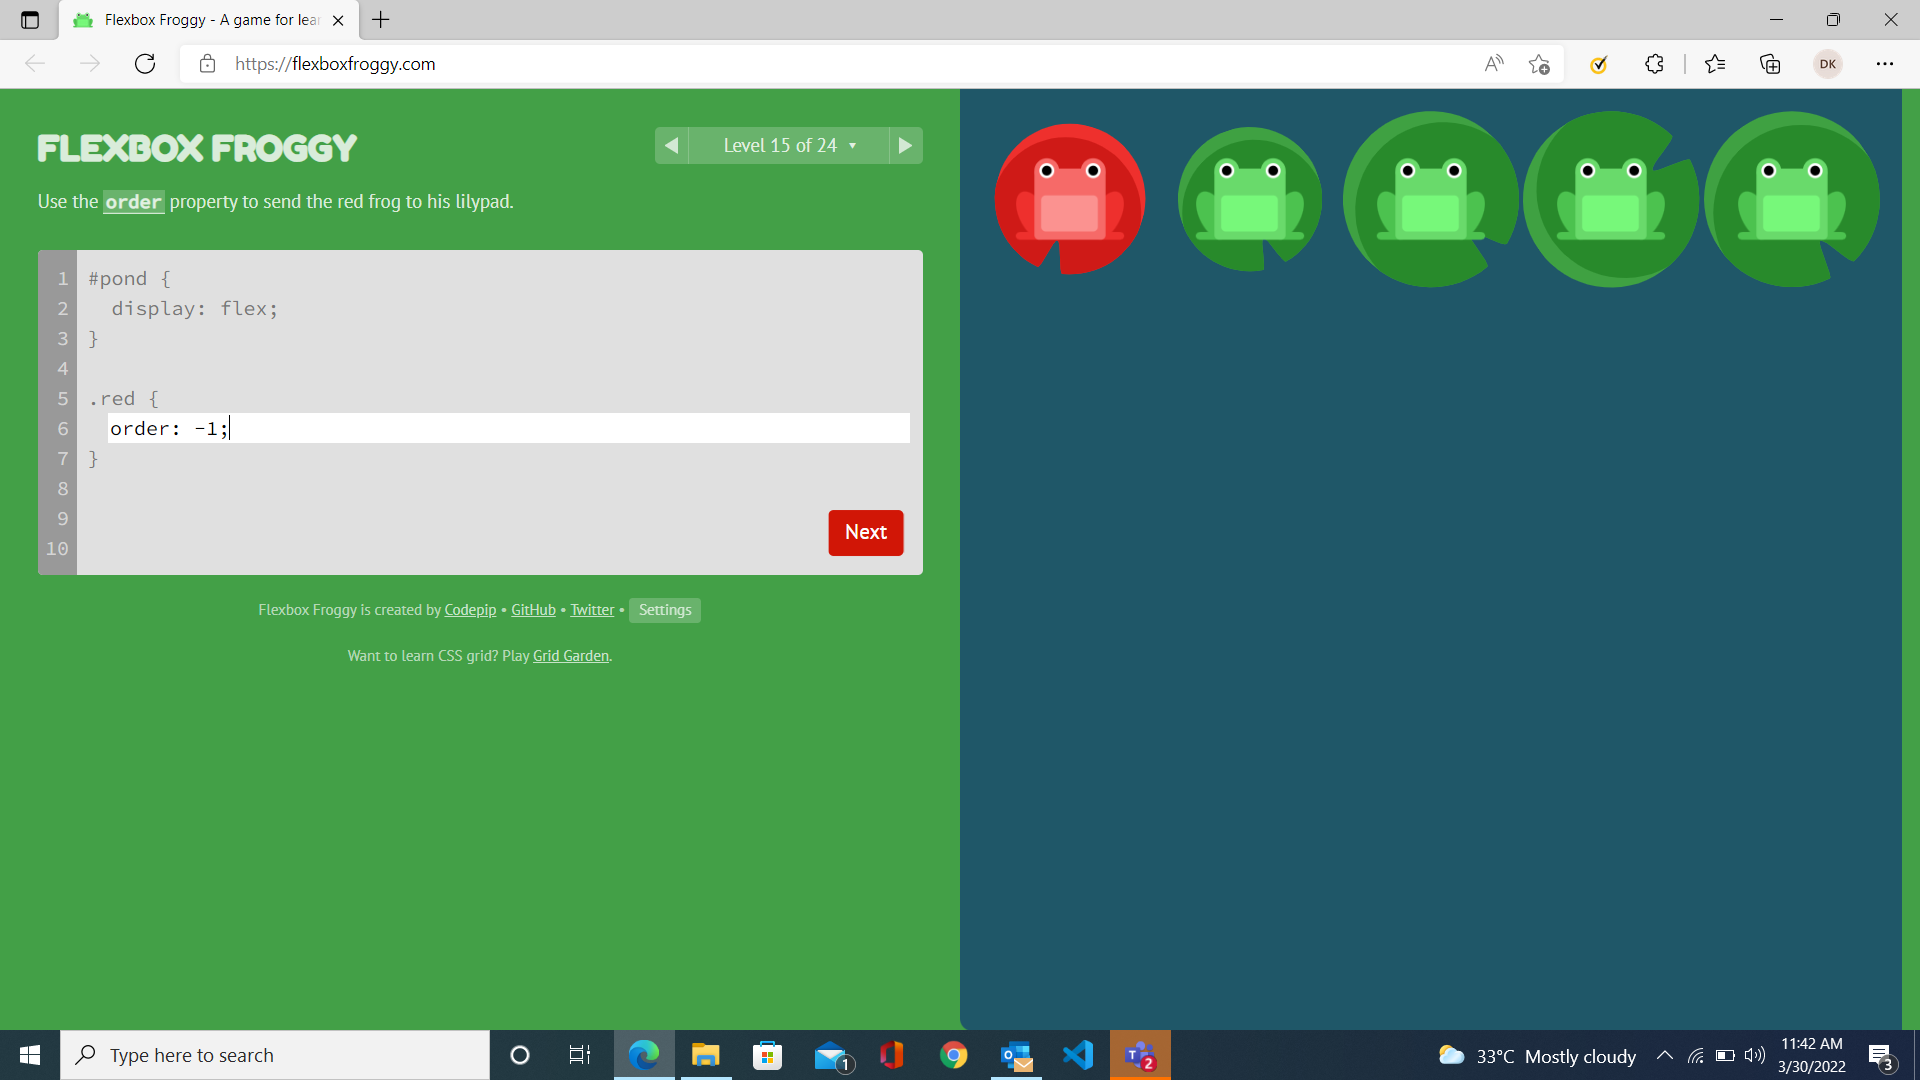 Flexbox Froggy - A game for lear
https://flexboxfroggy.com
DK
FLEXBOX FROGGY
Level 15 of 24 ▼
Use the order property to send the red frog to his lilypad.
1 #pond {
2 display: flex;
3 }
4
5 .red {
6 order: -1;
7 }
8
9
10
Next
Flexbox Froggy is created by Codepip • GitHub • Twitter • Settings
Want to learn CSS grid? Play Grid Garden.
Type here to search
1
2
33°C Mostly cloudy
11:42 AM
3/30/2022
3